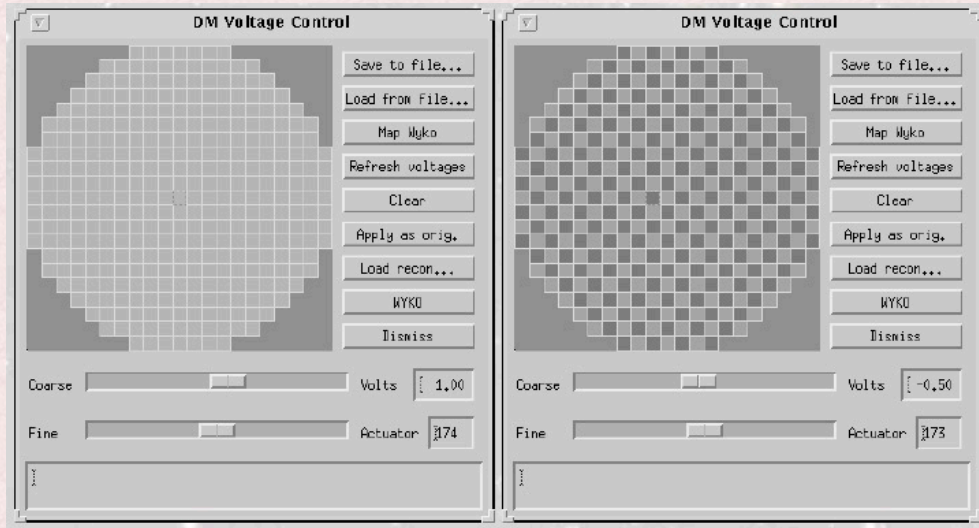 DM Voltage Control
Save to file...
Load from File...
Map Wyko
Refresh voltages
Clear
Apply as orig.
Load recon...
WYKO
Dismiss
Coarse
Volts
1.00
Fine
Actuator
174
DM Voltage Control
Save to file...
Load from File...
Map Wyko
Refresh voltages
Clear
Apply as orig.
Load recon...
WYKO
Dismiss
Coarse
Volts
-0.50
Fine
Actuator
173